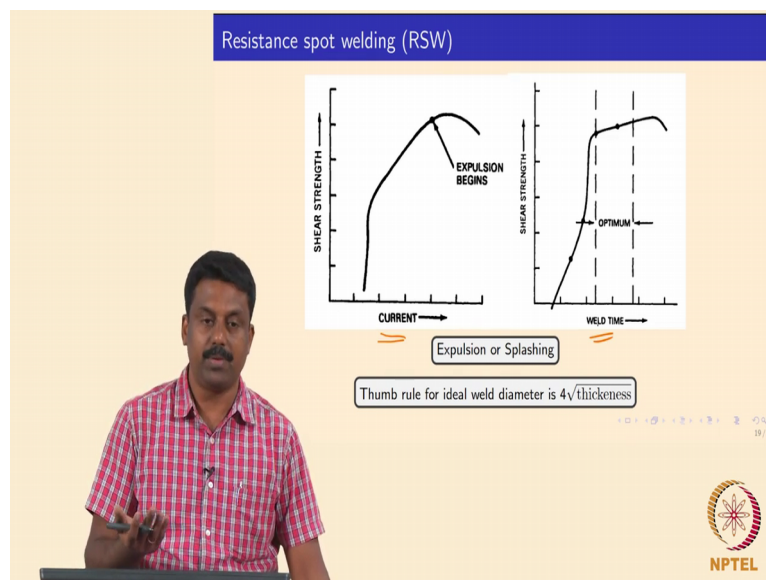 Resistance spot welding (RSW)
SHEAR STRENGTH
EXPULSION
BEGINS
CURRENT
SHEAR STRENGTH
OPTIMUM
WELD TIME
Expulsion or Splashing
Thumb rule for ideal weld diameter is 4√thickeness
19/
NPTEL